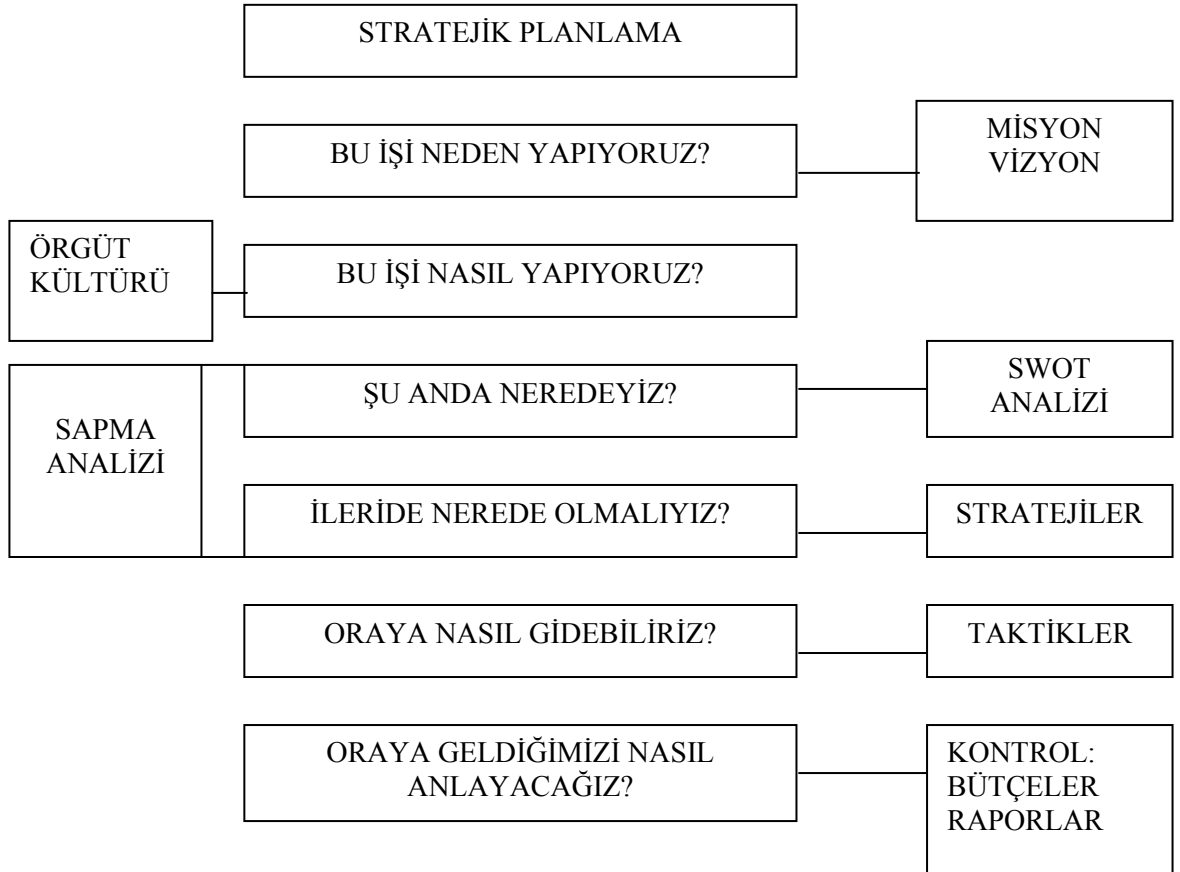 STRATEJİK PLANLAMA
BU İŞİ NEDEN YAPIYORUZ?
MİSYON
VİZYON
ÖRGÜT
KÜLTÜRÜ
BU İŞİ NASIL YAPIYORUZ?
SAPMA
ANALİZİ
ŞU ANDA NEREDEYİZ?
SWOT
ANALİZİ
İLERİDE NEREDE OLMALIYIZ?
STRATEJİLER
ORAYA NASIL GİDEBİLİRİZ?
TAKTİKLER
ORAYA GELDİĞİMİZİ NASIL
ANLAYACAĞIZ?
KONTROL:
BÜTÇELER
RAPORLAR